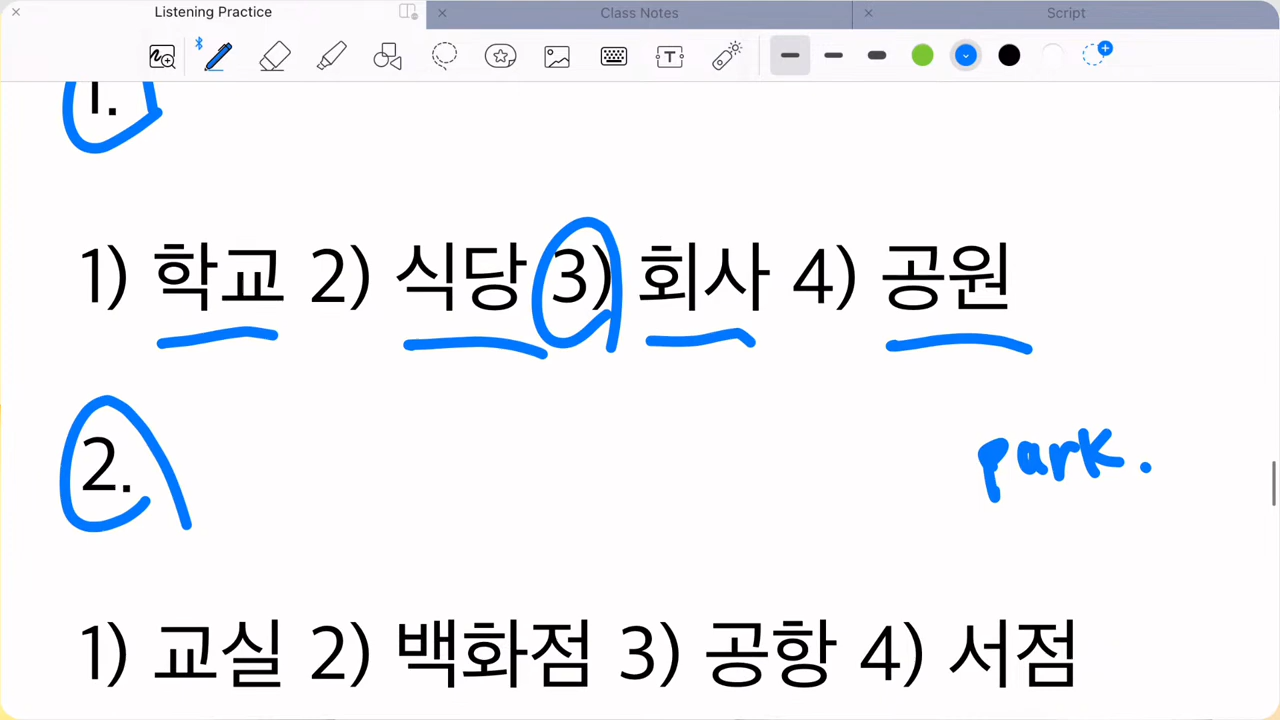 Listening Practice Class Notes Script
1.
1) 학교 2) 식당 3) 회사 4) 공원
2.
park.
1) 교실 2) 백화점 3) 공항 4) 서점